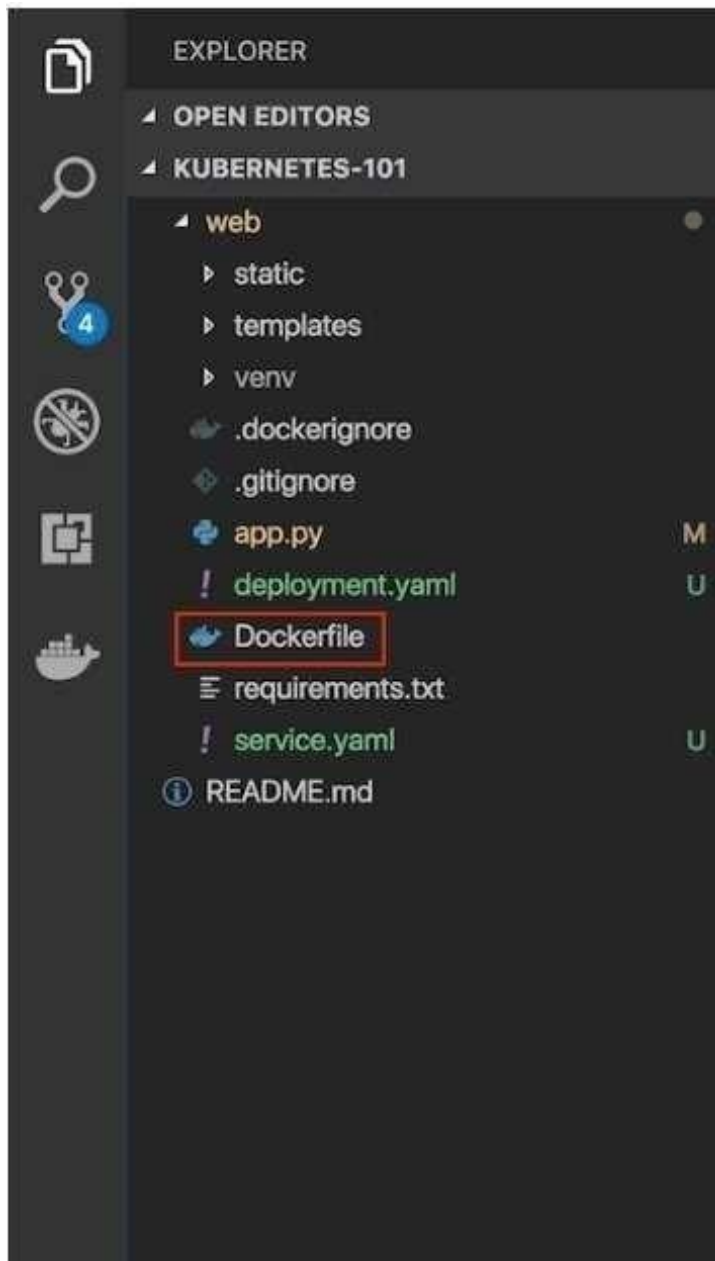 EXPLORER
OPEN EDITORS
KUBERNETES-101
web
static
templates
4
venv
.dockerignore
.gitignore
app.py M
deployment.yaml U
Dockerfile
requirements.txt
service.yaml U
README.md